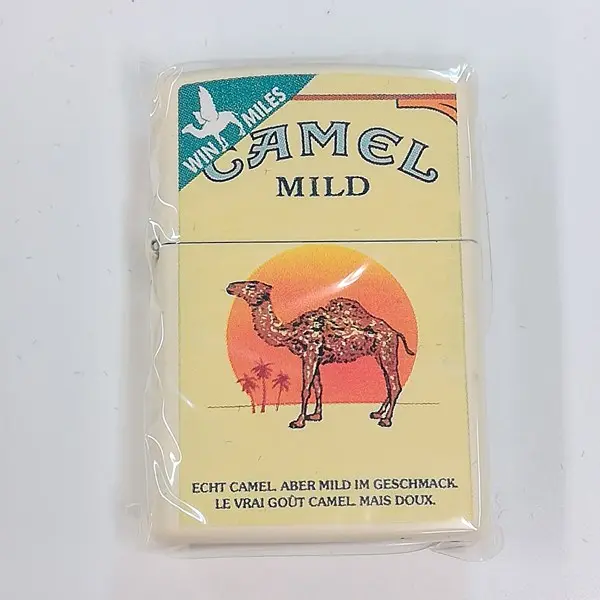 WIN MILES
CAMEL
MILD
ECHT CAMEL. ABER MILD IM GESCHMACK.
LE VRAI GOÛT CAMEL. MAIS DOUX.